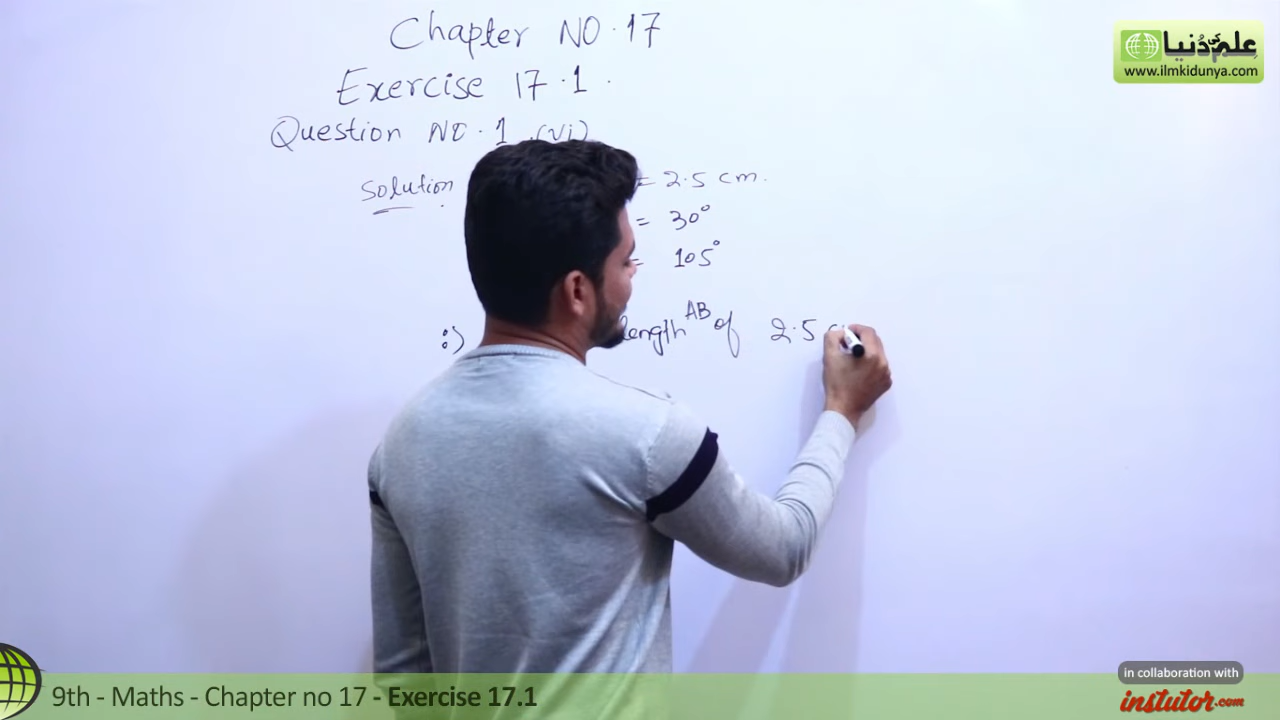 Chapter NO.17
Exercise 17.1.
Question NO.1 (vi)
Solution = 2.5 cm.
= 30°
= 105°
length AB of 2.5
علم کی دُنیا
www.ilmkidunya.com
in collaboration with
instutor.com
9th - Maths - Chapter no 17 - Exercise 17.1